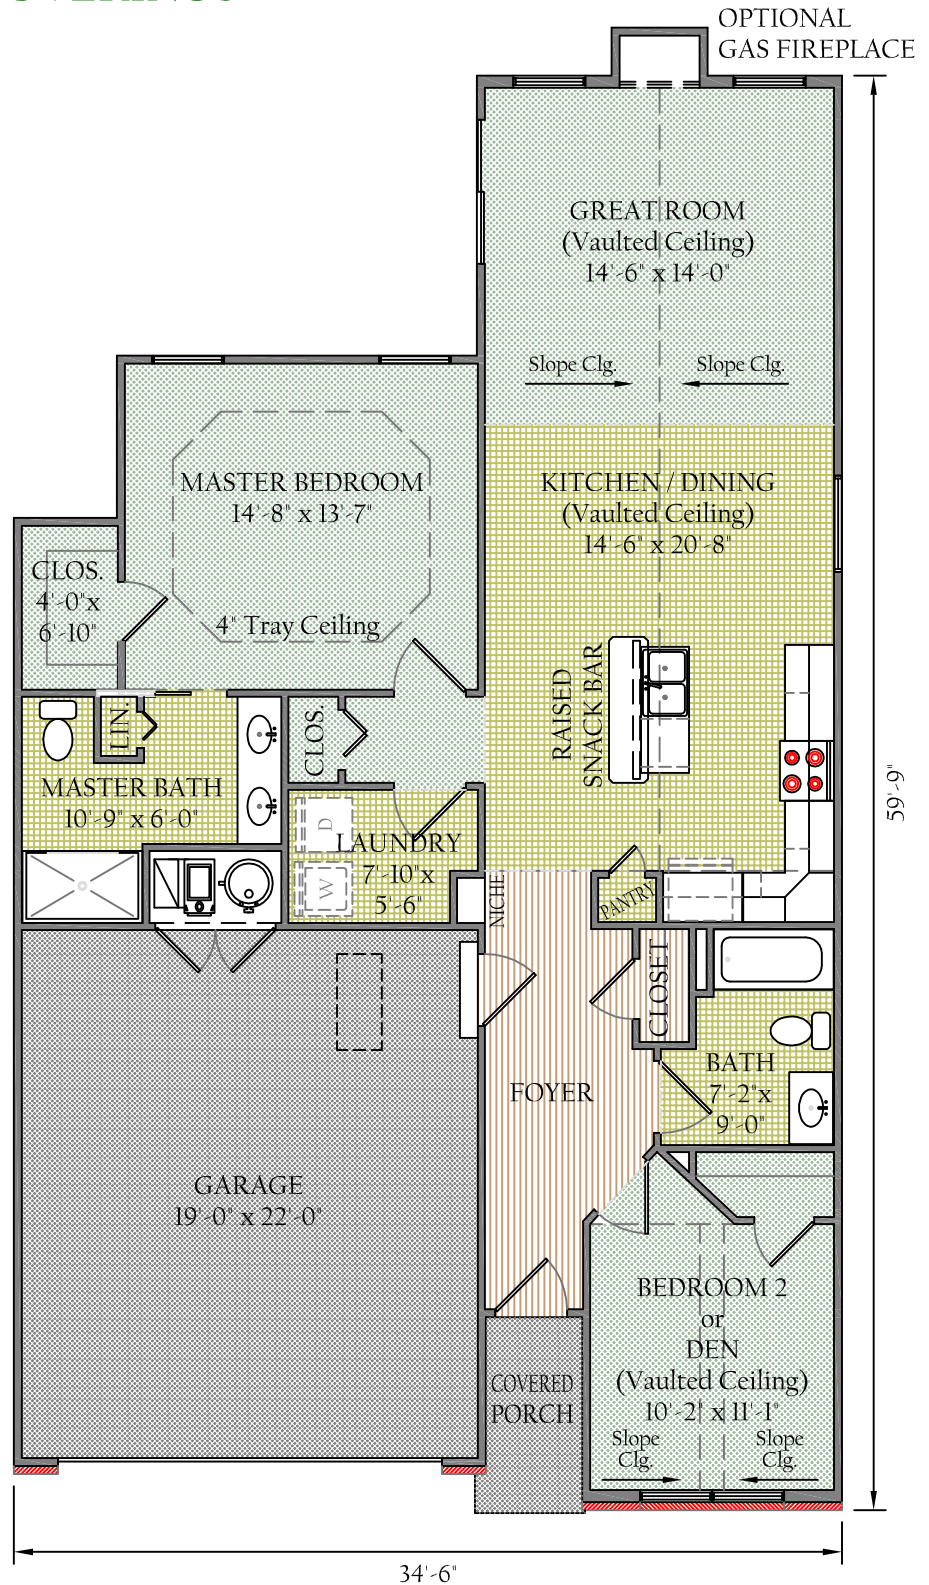 OPTIONAL
GAS FIREPLACE
GREAT ROOM
(Vaulted Ceiling)
14'-6" x 14'-0"
Slope Clg.
Slope Clg.
MASTER BEDROOM
14'-8" x 13'-7"
4" Tray Ceiling
KITCHEN / DINING
(Vaulted Ceiling)
14'-6" x 20'-8"
CLOS.
4'-0"x
6'-10"
RAISED
SNACK BAR
LIN.
CLOS.
MASTER BATH
10'-9" x 6'-0"
D
W
LAUNDRY
7'-10"x
5'-6"
NICHE
PANTRY
59'-9"
CLOSET
FOYER
BATH
7'-2"x
9'-0"
GARAGE
19'-0" x 22'-0"
BEDROOM 2
or
DEN
(Vaulted Ceiling)
10'-2" x 11'-1"
COVERED
PORCH
Slope
Clg.
Slope
Clg.
34'-6"